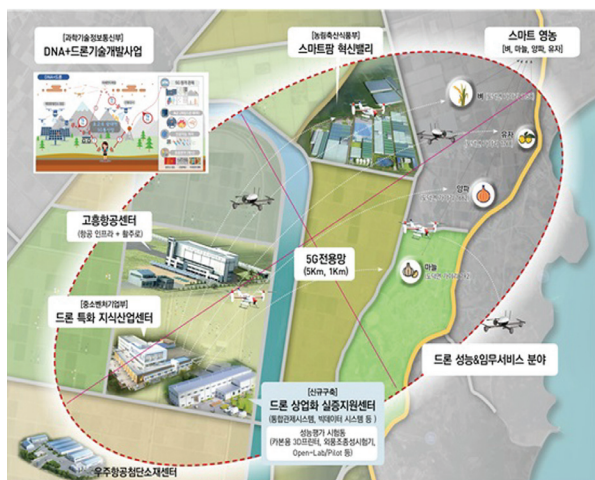 [과학기술정보통신부]
DNA+드론기술개발사업
[농림축산식품부]
스마트팜 혁신밸리
스마트 영농
[벼, 마늘, 양파, 유자]
벼
유자
양파
마늘
고흥항공센터
(항공 인프라 + 활주로)
5G전용망
(5Km, 1Km)
[중소벤처기업부]
드론 특화 지식산업센터
드론 성능&임무서비스 분야
[신규구축]
드론 상업화 실증지원센터
(통합관제시스템, 빅데이터 시스템 등)
성능평가 시험동
(카본용 3D프린터, 외풍조종성시험기,
Open-Lab/Pilot 등)
우주항공첨단소재센터